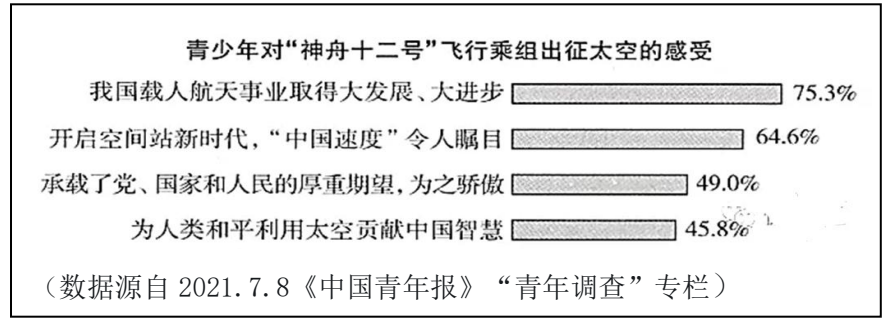 青少年对“神舟十二号”飞行乘组出征太空的感受
我国载人航天事业取得大发展、大进步 75.3%
开启空间站新时代，“中国速度”令人瞩目 64.6%
承载了党、国家和人民的厚重期望，为之骄傲 49.0%
为人类和平利用太空贡献中国智慧 45.8%
（数据源自 2021.7.8《中国青年报》“青年调查”专栏）